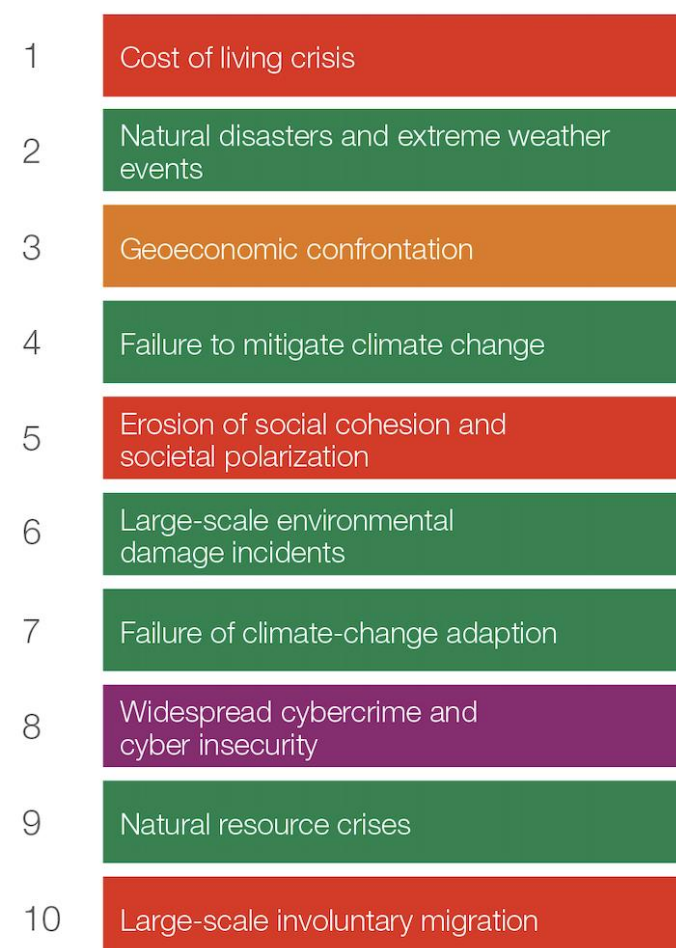 1 Cost of living crisis
2 Natural disasters and extreme weather
events
3 Geoeconomic confrontation
4 Failure to mitigate climate change
5 Erosion of social cohesion and
societal polarization
6 Large-scale environmental
damage incidents
7 Failure of climate-change adaption
8 Widespread cybercrime and
cyber insecurity
9 Natural resource crises
10 Large-scale involuntary migration